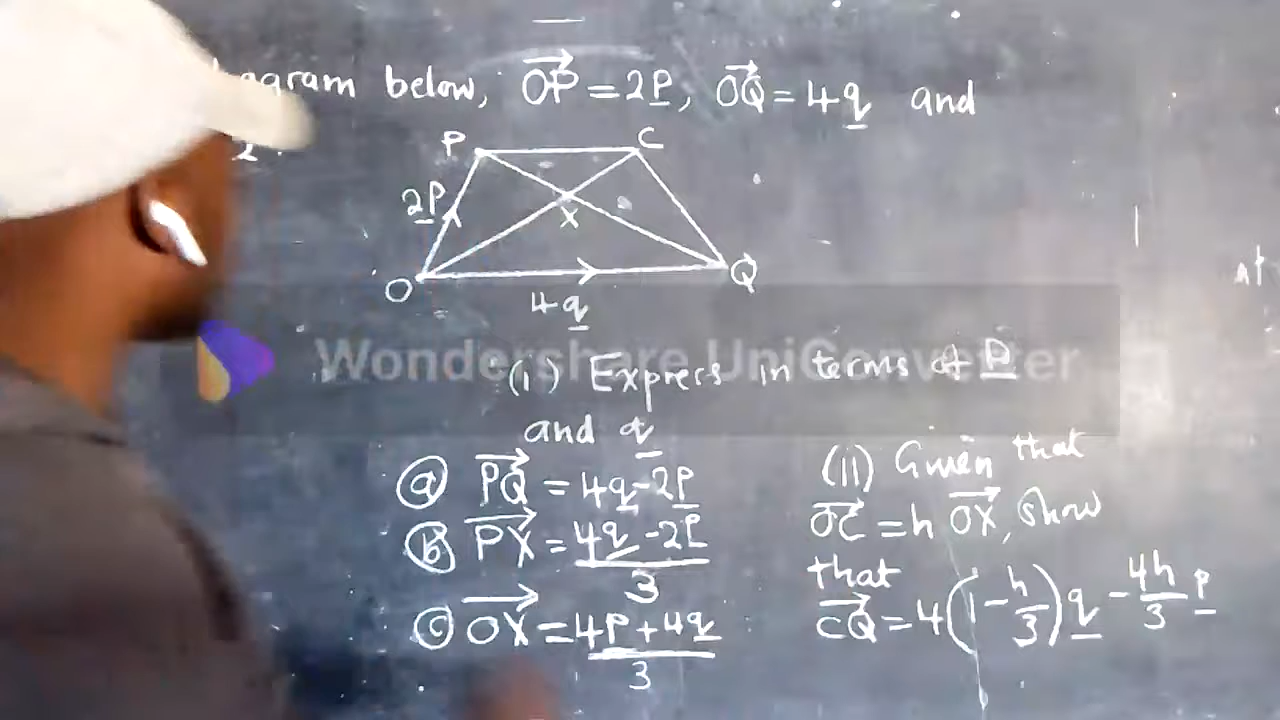 below, OP = 2P, OQ = 4q and
2.
P C
2P
X
O Q
4q
Wondershare UniConverter
(i) Express in terms of P
and q
(a) PQ = 4q - 2P
(b) PX = 4q - 2P / 3
(c) OX = 4P + 4q / 3
(ii) Given that
OC = h OX, show
that
CQ = 4(1 - h/3)q - 4h/3 P